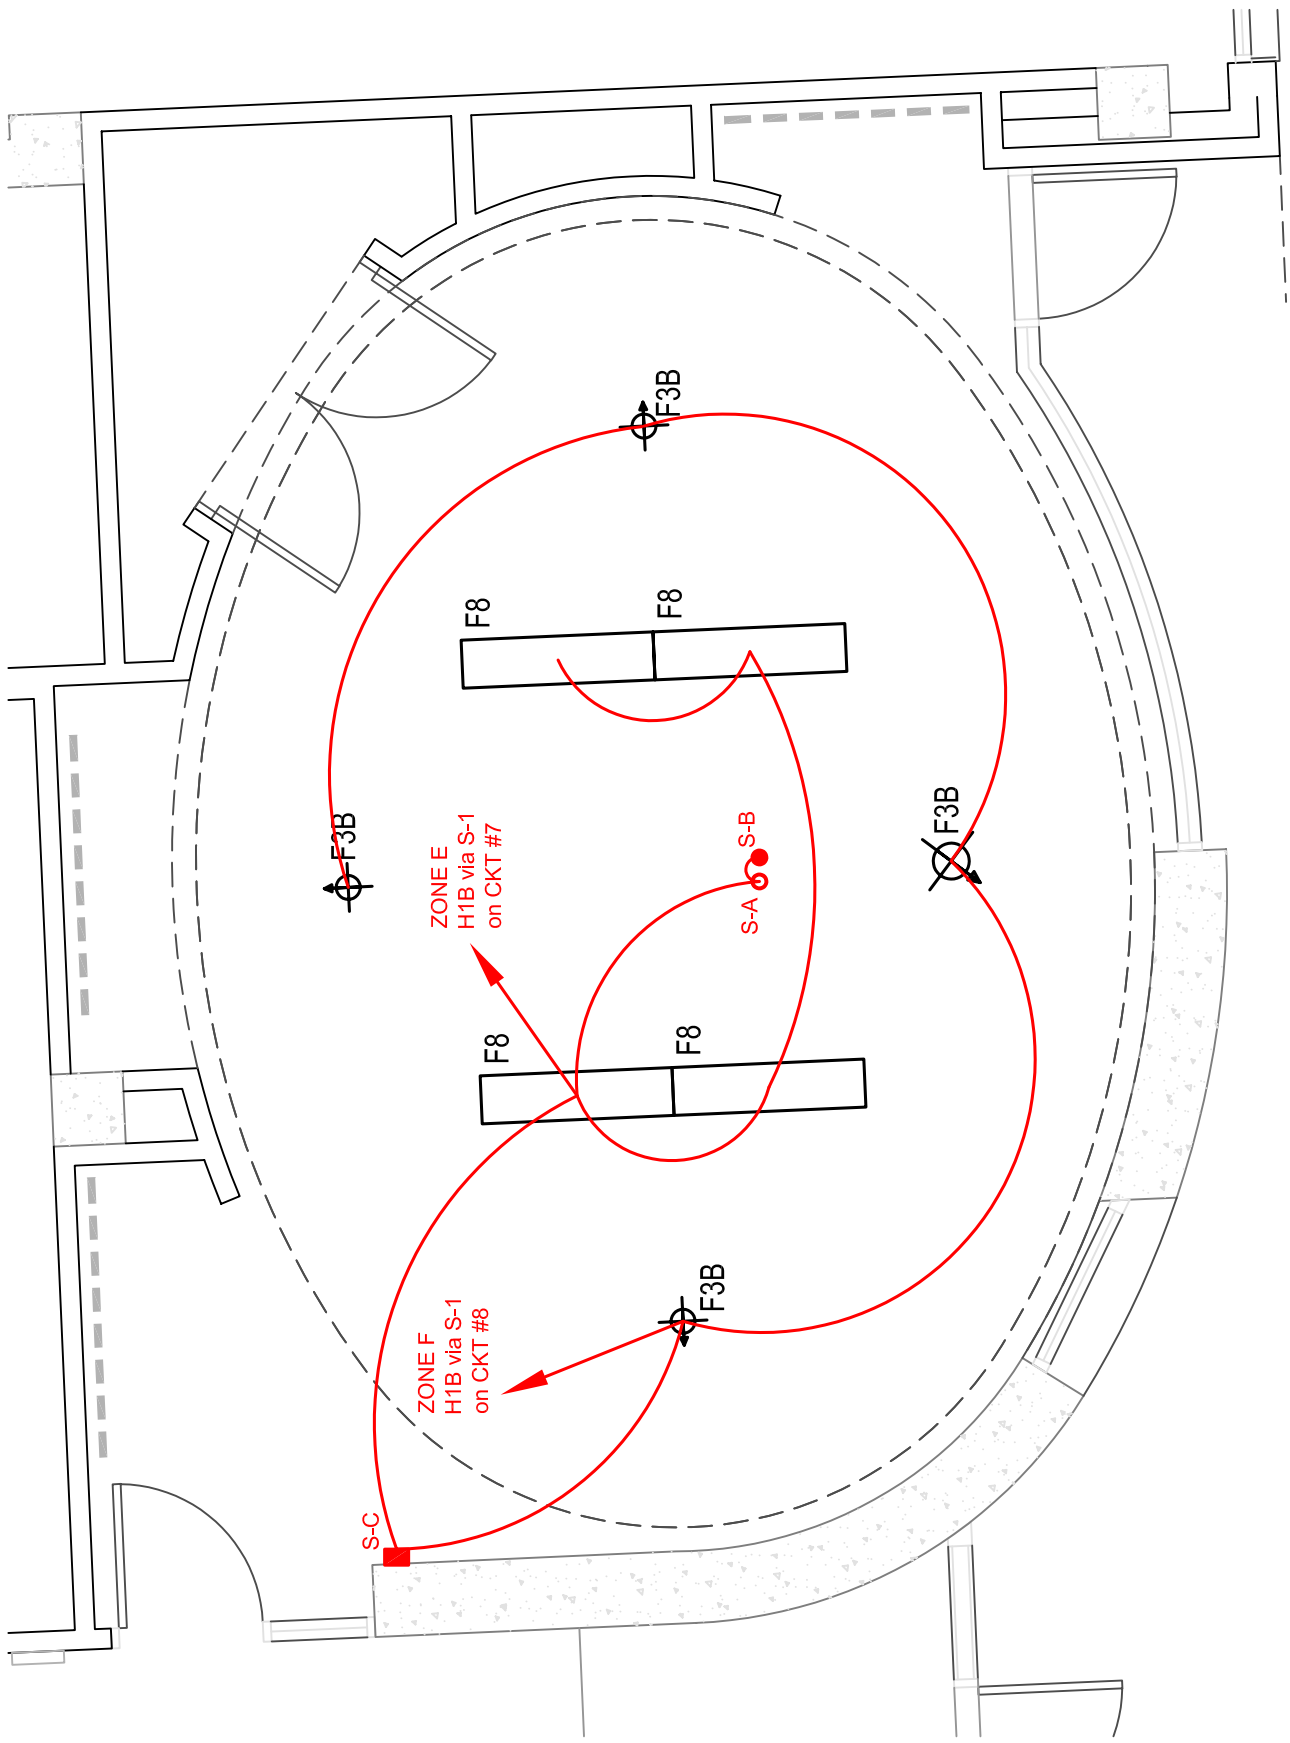 F3B
F8
F8
F3B
F3B
ZONE E
H1B via S-1
on CKT #7
S-B
S-A
F8
F8
F3B
ZONE F
H1B via S-1
on CKT #8
S-C